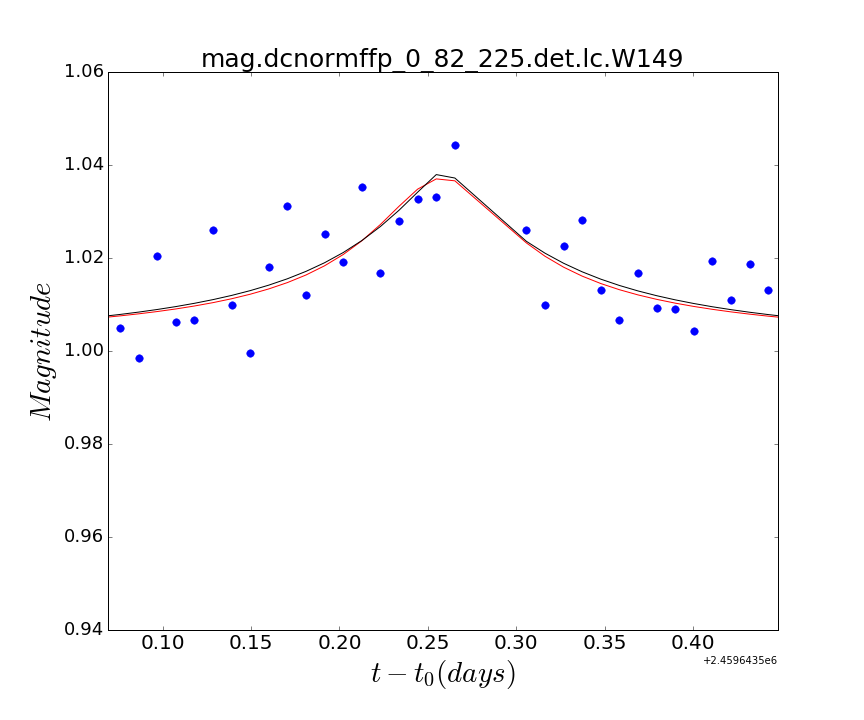 mag.dcnormffp_0_82_225.det.lc.W149
1.06
1.04
1.02
1.00
0.98
0.96
0.94
Magnitude
0.10 0.15 0.20 0.25 0.30 0.35 0.40
+2.4596435e6
t − t₀(days)